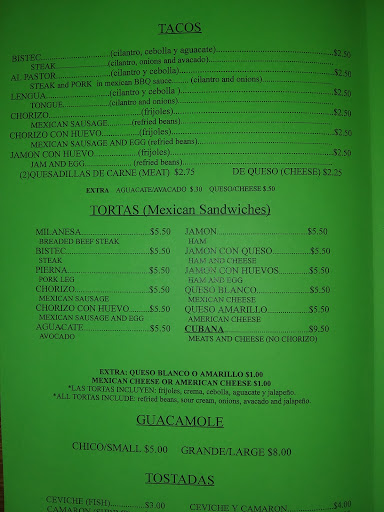 TACOS
BISTEC.....................(cilantro, cebolla y aguacate)...............................$2.50
STEAK................(cilantro, onions and avocado)
AL PASTOR..............(cilantro y cebolla)...............................$2.50
STEAK and PORK in mexican BBQ sauce........ (cilantro and onions)
LENGUA....................(cilantro y cebolla )...............................$2.50
TONGUE..............(cilantro and onions)
CHORIZO..............................(frijoles)...............................$2.50
MEXICAN SAUSAGE.......(refried beans)
CHORIZO CON HUEVO............(frijoles)...............................$2.50
MEXICAN SAUSAGE AND EGG (refried beans)
JAMON CON HUEVO..............(frijoles)...............................$2.50
JAM AND EGG.................. (refried beans)
(2)QUESADILLAS DE CARNE (MEAT) $2.75 DE QUESO (CHEESE) $2.25
EXTRA AGUACATE/AVOCADO $.50 QUESO/CHEESE $.50
TORTAS (Mexican Sandwiches)
MILANESA....................$5.50
BREADED BEEF STEAK
BISTEC.........................$5.50
STEAK
PIERNA.........................$5.50
PORK LEG
CHORIZO......................$5.50
MEXICAN SAUSAGE
CHORIZO CON HUEVO.........$5.50
MEXICAN SAUSAGE AND EGG
AGUACATE....................$5.50
AVOCADO
JAMON...........................$5.50
HAM
JAMON CON QUESO..........$5.50
HAM AND CHEESE
JAMON CON HUEVOS.......$5.50
HAM AND EGG
QUESO BLANCO..............$5.50
MEXICAN CHEESE
QUESO AMARILLO..........$5.50
AMERICAN CHEESE
CUBANA.........................$9.50
MEATS AND CHEESE (NO CHORIZO)
EXTRA: QUESO BLANCO O AMARILLO $1.00
MEXICAN CHEESE OR AMERICAN CHEESE $1.00
*LAS TORTAS INCLUYEN: frijoles, crema, cebolla, aguacate y jalapeño.
*ALL TORTAS INCLUDE: refried beans, sour cream, onions, avocado and jalapeño.
GUACAMOLE
CHICO/SMALL $5.00 GRANDE/LARGE $8.00
TOSTADAS
CEVICHE (FISH)..............$3.00
CEVICHE Y CAMARON..............$4.00